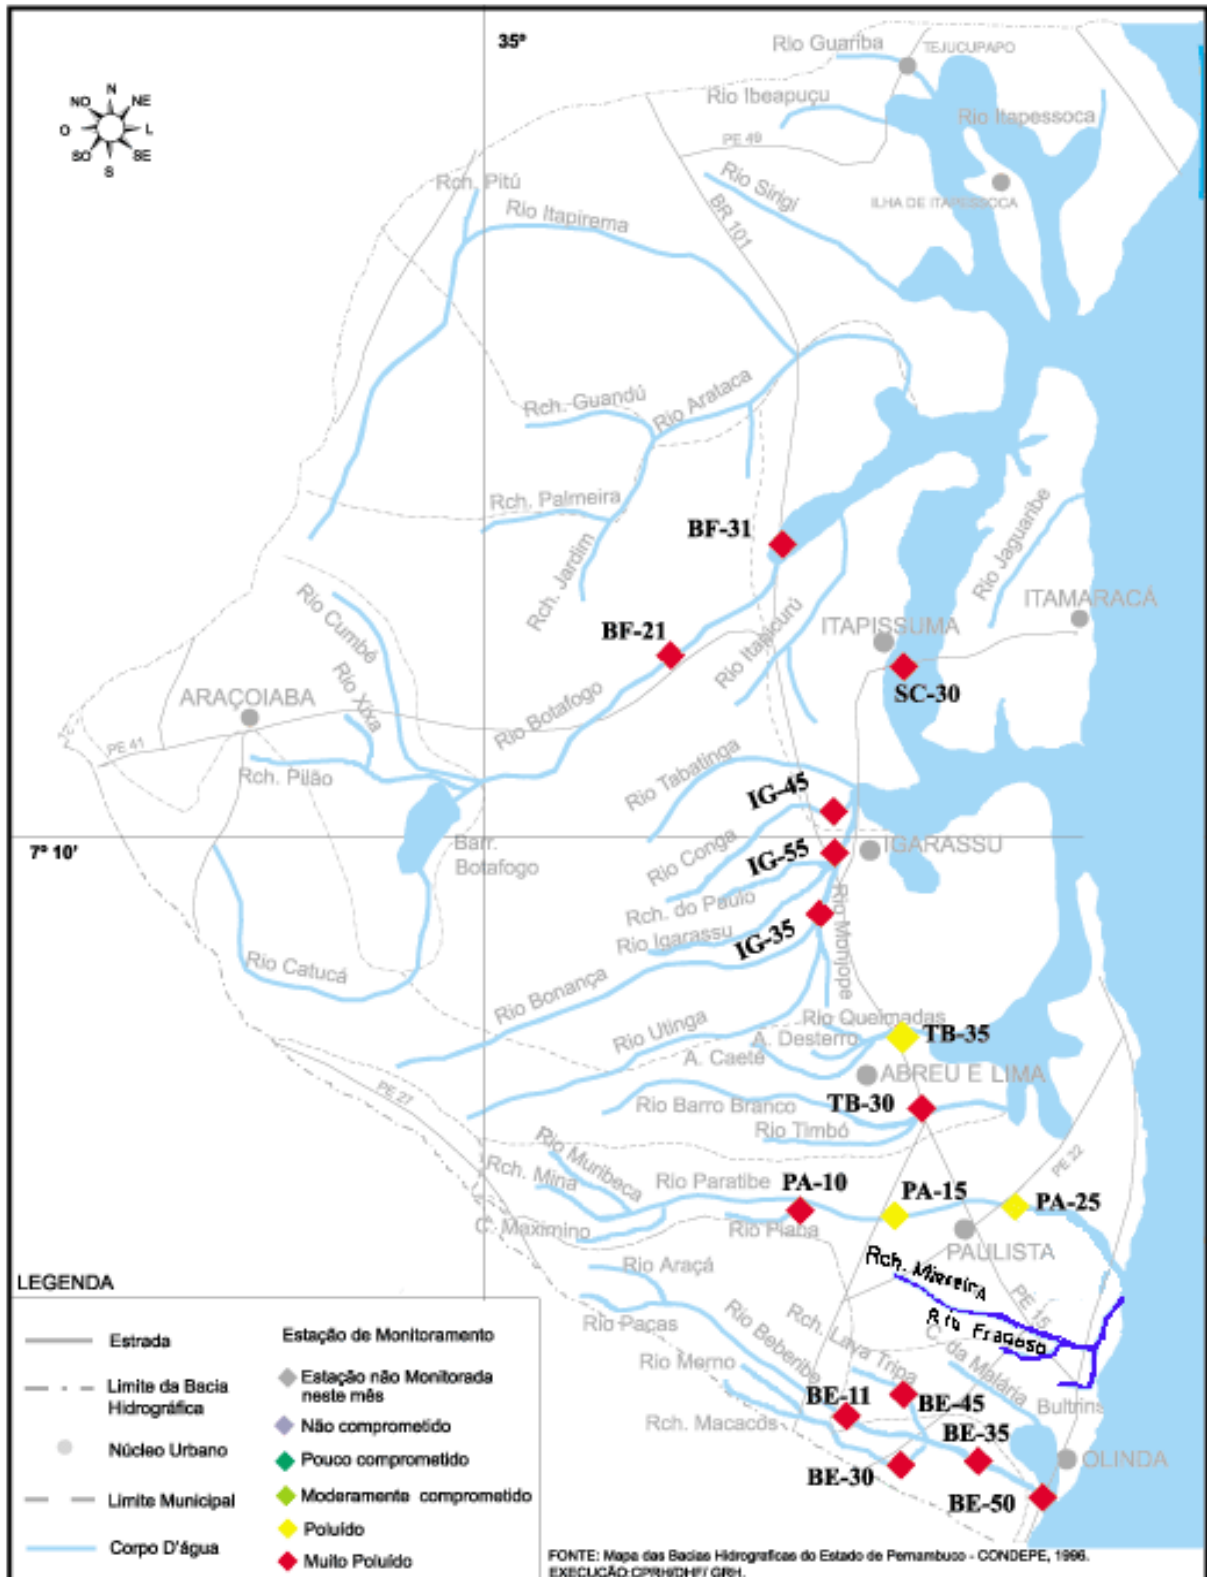 35º
Rio Guariba
TEJUCUPAPO
N
NO
NE
O
L
SO
SE
S
Rio Ibeapuçu
Rio Itapessoca
PE 49
Rch. Pitú
Rio Sirigi
ILHA DE ITAPESSOCA
Rio Itapirema
BR 101
Rch. Guandú
Rio Arataca
Rch. Palmeira
BF-31
Rch. Jardim
Rio Jaguaribe
Rio Cumbé
ITAMARACÁ
BF-21
Rio Itapicurú
ITAPISSUMA
Rio Xixa
SC-30
ARAÇOIABA
Rio Botafogo
PE 41
Rch. Pilão
Rio Tabatinga
IG-45
7º 10'
Barr.
Botafogo
Rio Conga
IG-55
IGARASSU
Rch. do Paulo
Rio Igarassu
IG-35
Rio Monjope
Rio Catucá
Rio Bonança
Rio Utinga
Rio Queimadas
A. Desterro
TB-35
A. Caeté
ABREU E LIMA
PE 27
Rio Barro Branco
TB-30
Rio Timbó
Rio Muribeca
Rch. Mina
PE 22
Rio Paratibe
PA-10
PA-15
PA-25
C. Maximino
Rio Piaba
PAULISTA
Rch. Mirreira
Rio Araçá
PE 15
LEGENDA
Rio Paças
Rio Beberibe
Rch. Lava Tripa
Rio Fragoso
C. da Malária
Estrada
Estação de Monitoramento
Rio Merno
Limite da Bacia
Hidrográfica
Estação não Monitorada
neste mês
BE-11
BE-45
Bultrins
Rch. Macacos
Não comprometido
BE-35
Núcleo Urbano
Pouco comprometido
OLINDA
BE-30
Limite Municipal
Moderamente comprometido
BE-50
Poluído
Corpo D'água
Muito Poluído
FONTE: Mapa das Bacias Hidrograficas do Estado de Pernambuco - CONDEPE, 1996.
EXECUÇÃO:CPRH/DHF/ GRH.